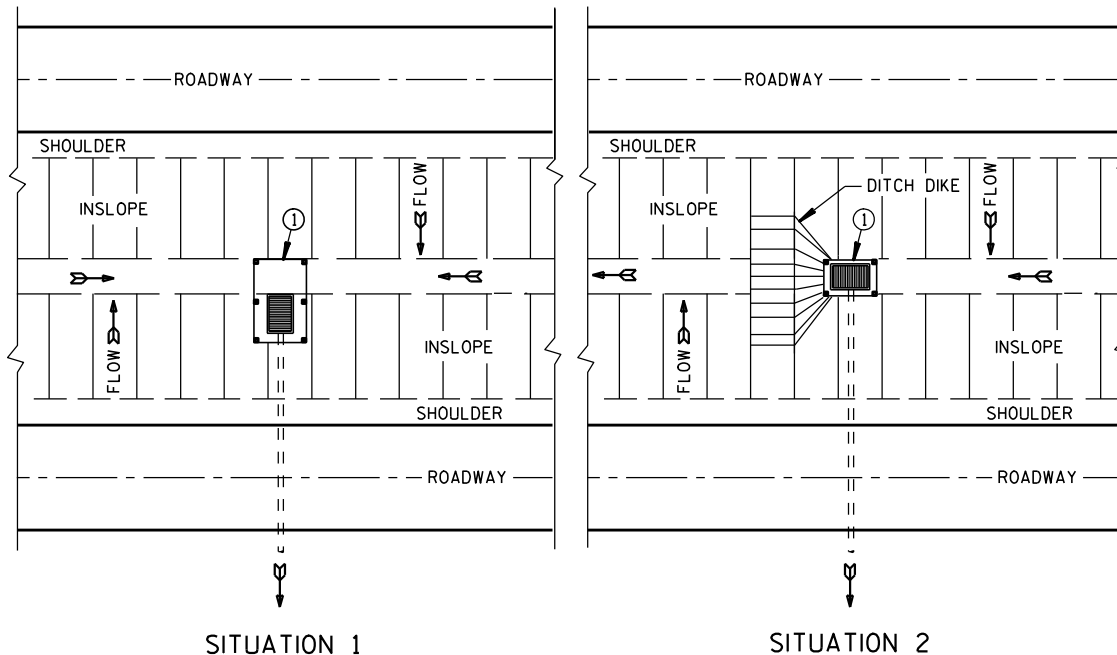 ROADWAY
SHOULDER
FLOW
INSLOPE
1
FLOW
INSLOPE
SHOULDER
ROADWAY
SITUATION 1
ROADWAY
SHOULDER
DITCH DIKE
FLOW
INSLOPE
1
FLOW
INSLOPE
SHOULDER
ROADWAY
SITUATION 2